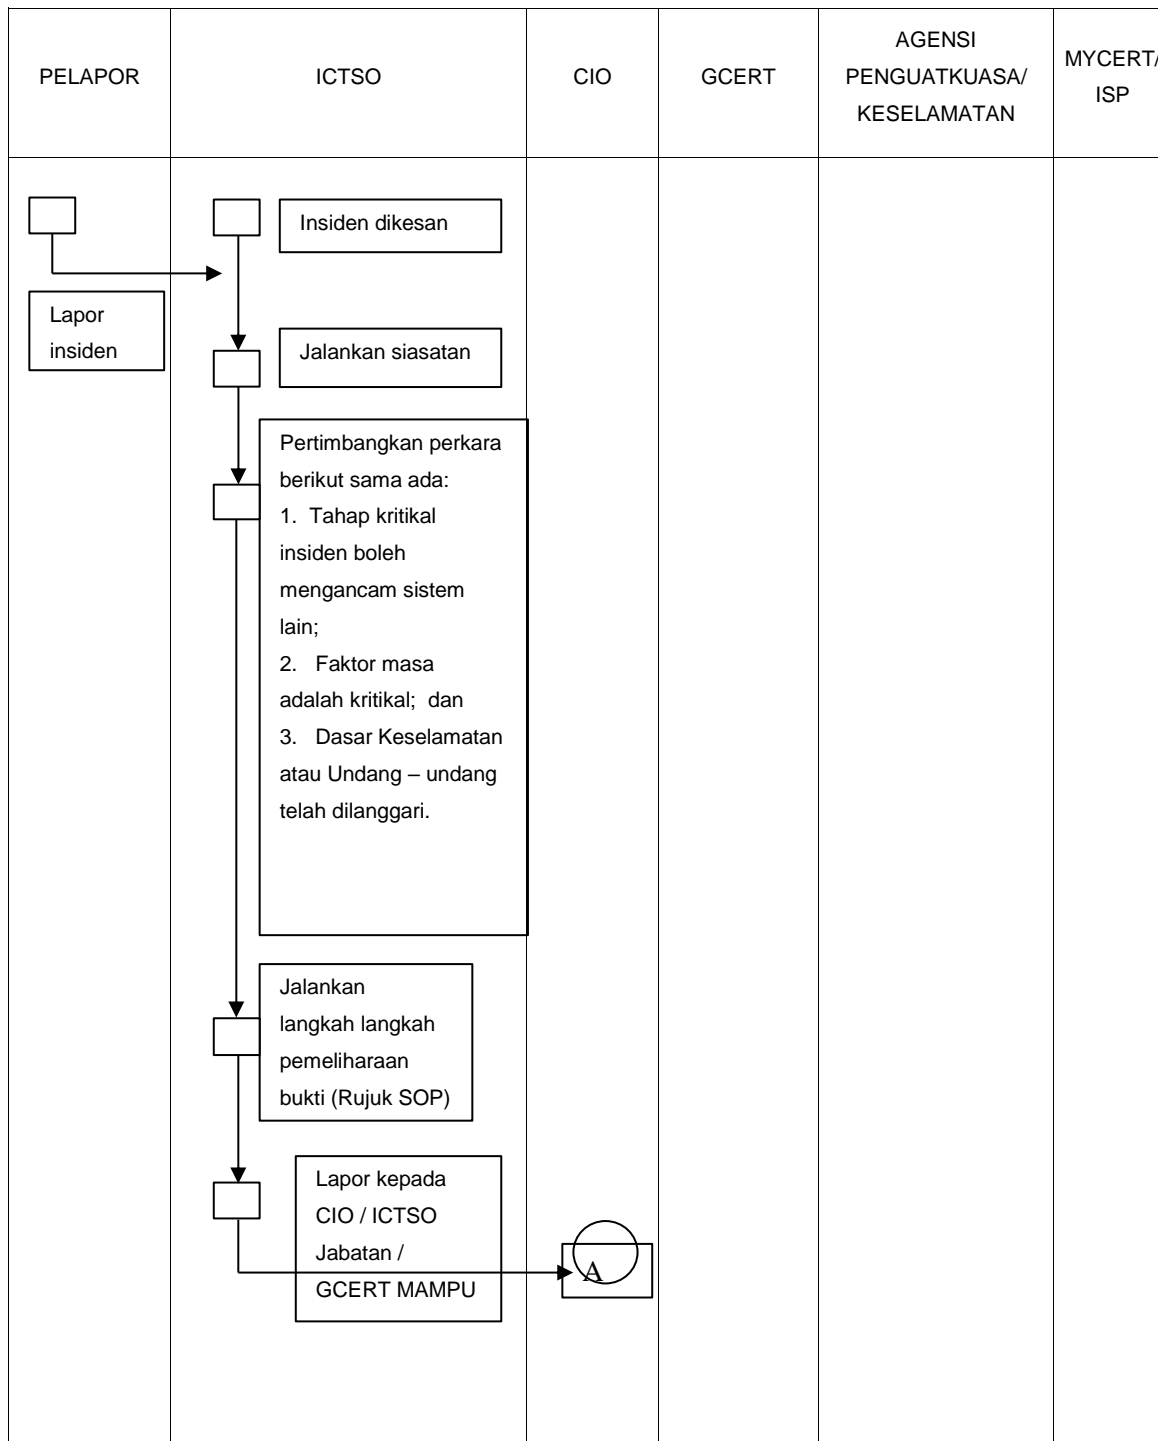 PELAPOR
ICTSO
CIO
GCERT
AGENSI
PENGUATKUASA/
KESELAMATAN
MYCERT/
ISP
Insiden dikesan
Lapor
insiden
Jalankan siasatan
Pertimbangkan perkara
berikut sama ada:
1. Tahap kritikal
insiden boleh
mengancam sistem
lain;
2. Faktor masa
adalah kritikal; dan
3. Dasar Keselamatan
atau Undang – undang
telah dilanggari.
Jalankan
langkah langkah
pemeliharaan
bukti (Rujuk SOP)
Lapor kepada
CIO / ICTSO
Jabatan /
GCERT MAMPU
A